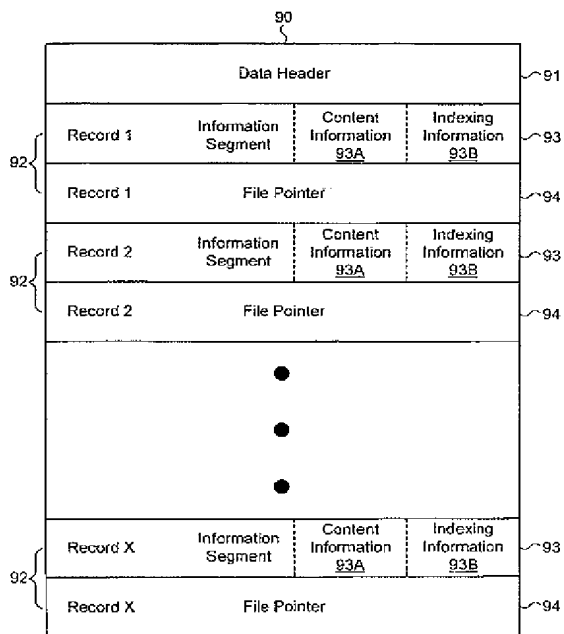 90
Data Header
91
Record 1 Information Segment Content Information 93A Indexing Information 93B
93
92
Record 1 File Pointer
94
Record 2 Information Segment Content Information 93A Indexing Information 93B
93
92
Record 2 File Pointer
94
Record X Information Segment Content Information 93A Indexing Information 93B
93
92
Record X File Pointer
94